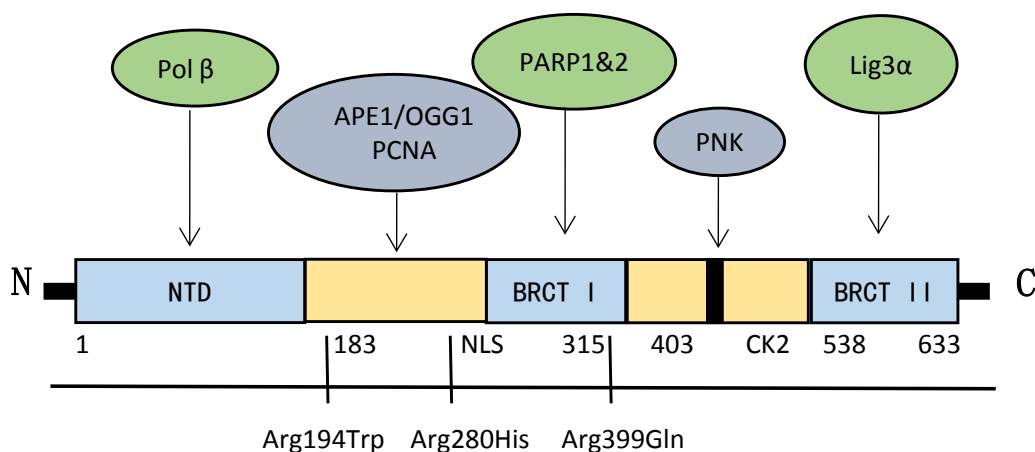 Pol β
APE1/OGG1
PCNA
PARP1&2
PNK
Lig3α
N
NTD
BRCT I
BRCT II
C
1
183
NLS
315
403
CK2
538
633
Arg194Trp
Arg280His
Arg399Gln